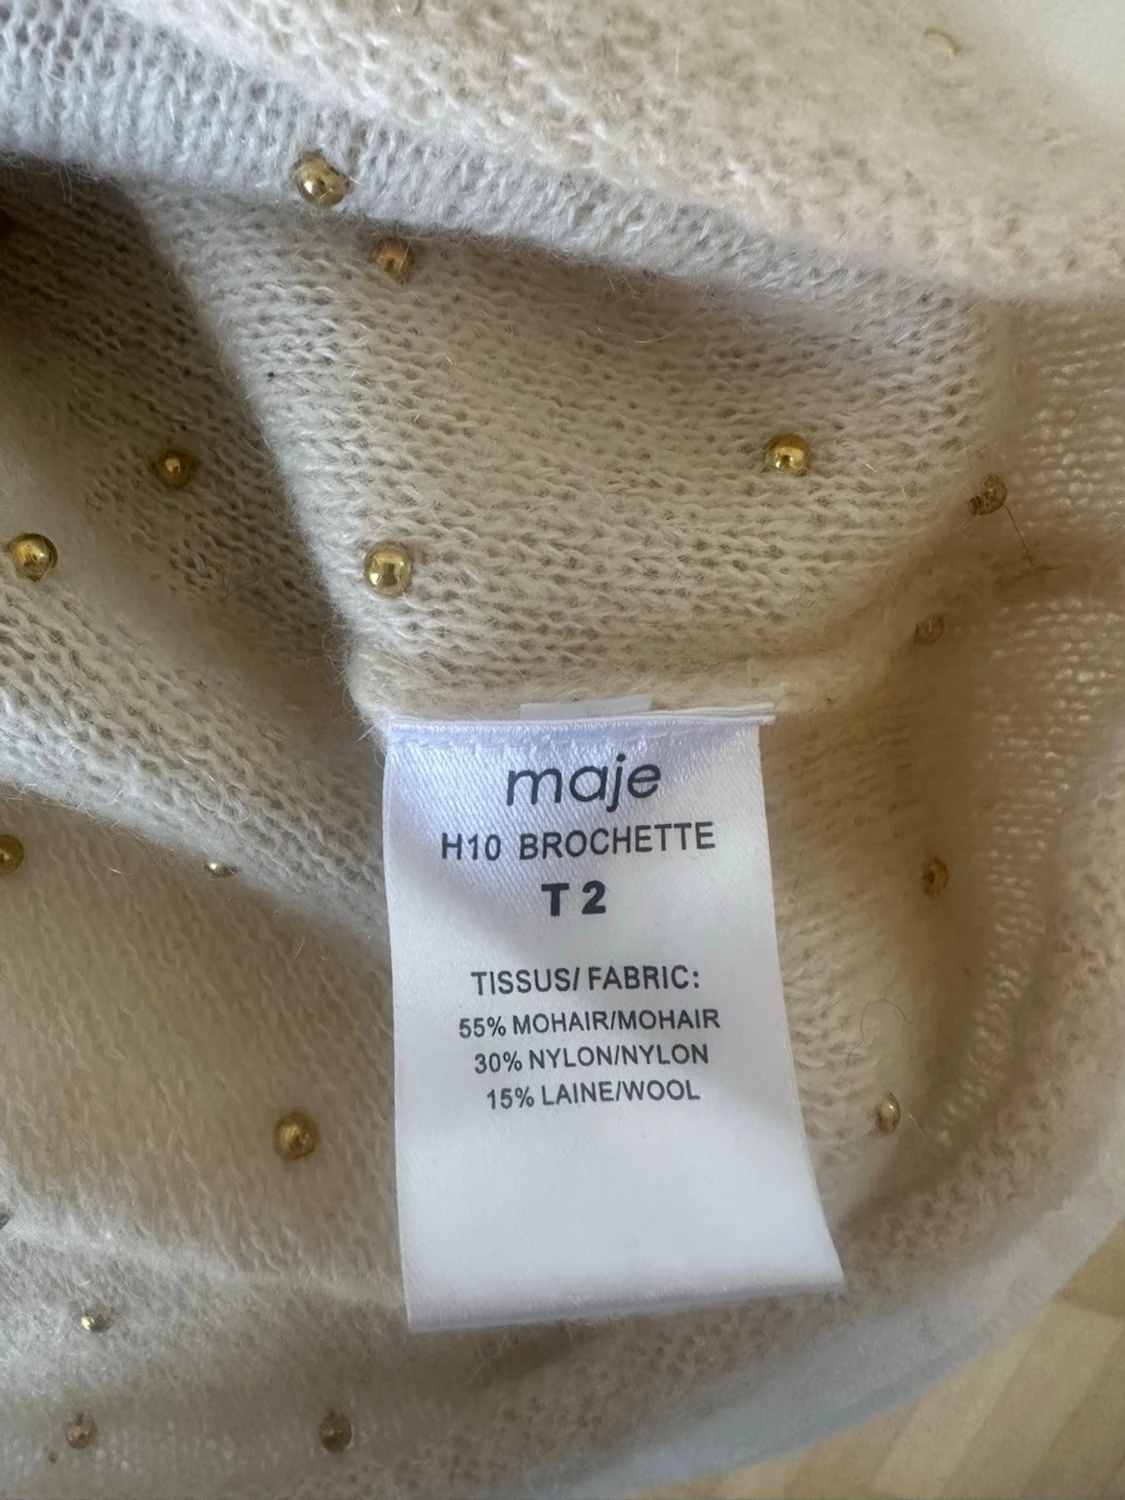 maje
H10 BROCHETTE
T 2
TISSUS/ FABRIC:
55% MOHAIR/MOHAIR
30% NYLON/NYLON
15% LAINE/WOOL